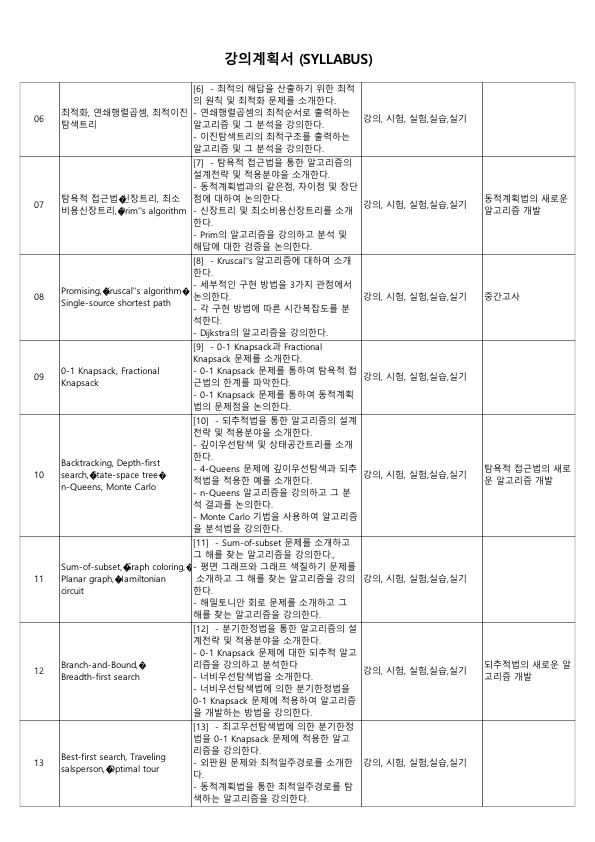 강의계획서 (SYLLABUS)
06
최적화, 연쇄행렬곱셈, 최적이진
탐색트리
[6]  - 최적의 해답을 산출하기 위한 최적
의 원칙 및 최적화 문제를 소개한다.
- 연쇄행렬곱의 최적순서로 출력하는
알고리즘 및 그 분석을 강의한다.
- 이진탐색트리의 최적구조를 출력하는
알고리즘 및 그 분석을 강의한다.
강의, 시험, 실험,실습,실기
07
탐욕적 접근법,�신장트리, 최소
비용신장트리,�Prim''s algorithm
[7]  - 탐욕적 접근법을 통한 알고리즘의
설계전략 및 적용분야을 소개한다.
- 동적계획법과의 같은점, 차이점 및 장단
점에 대하여 논의한다.
- 신장트리 및 최소비용신장트리를 소개
한다.
- Prim의 알고리즘을 강의하고 분석 및
해답에 대한 검증을 논의한다.
강의, 시험, 실험,실습,실기
동적계획법의 새로운
알고리즘 개발
08
Promising,�Kruscal''s algorithm�
Single-source shortest path
[8]  - Kruscal''s 알고리즘에 대하여 소개
한다.
- 세부적인 구현 방법을 3가지 관점에서
논의한다.
- 각 구현 방법에 따른 시간복잡도를 분
석한다.
- Dijkstra의 알고리즘을 강의한다.
강의, 시험, 실험,실습,실기
중간고사
09
0-1 Knapsack, Fractional
Knapsack
[9]  - 0-1 Knapsack과 Fractional
Knapsack 문제를 소개한다.
- 0-1 Knapsack 문제를 통하여 탐욕적 접
근법의 한계를 파악한다.
- 0-1 Knapsack 문제를 통하여 동적계획
법의 문제점을 논의한다.
강의, 시험, 실험,실습,실기
10
Backtracking, Depth-first
search,�State-space tree�
n-Queens, Monte Carlo
[10]  - 되추적법을 통한 알고리즘의 설계
전략 및 적용분야을 소개한다.
- 깊이우선탐색 및 상태공간트리를 소개
한다.
- 4-Queens 문제에 깊이우선탐색과 되추
적법을 적용한 예를 소개한다.
- n-Queens 알고리즘을 강의하고 그 분
석 결과를 논의한다.
- Monte Carlo 기법을 사용하여 알고리즘
을 분석법을 강의한다.
강의, 시험, 실험,실습,실기
탐욕적 접근법의 새로
운 알고리즘 개발
11
Sum-of-subset,�Graph coloring,�
Planar graph,�Hamiltonian
circuit
[11]  - Sum-of-subset 문제를 소개하고
그 해를 찾는 알고리즘을 강의한다.,
- 평면 그래프와 그래프 색칠하기 문제를
소개하고 그 해를 찾는 알고리즘을 강의
한다.
- 해밀토니안 회로 문제를 소개하고 그
해를 찾는 알고리즘을 강의한다.
강의, 시험, 실험,실습,실기
12
Branch-and-Bound,�
Breadth-first search
[12]  - 분기한정법을 통한 알고리즘의 설
계전략 및 적용분야을 소개한다.
- 0-1 Knapsack 문제에 대한 되추적 알고
리즘을 강의하고 분석한다
- 너비우선탐색법을 소개한다.
- 너비우선탐색법에 의한 분기한정법을
0-1 Knapsack 문제에 적용하여 알고리즘
을 개발하는 방법을 강의한다.
강의, 시험, 실험,실습,실기
되추적법의 새로운 알
고리즘 개발
13
Best-first search, Traveling
salsperson,�Optimal tour
[13]  - 최고우선탐색법에 의한 분기한정
법을 0-1 Knapsack 문제에 적용한 알고
리즘을 강의한다.
- 외판원 문제와 최적일주경로를 소개한
다.
- 동적계획법을 통한 최적일주경로를 탐
색하는 알고리즘을 강의한다.
강의, 시험, 실험,실습,실기